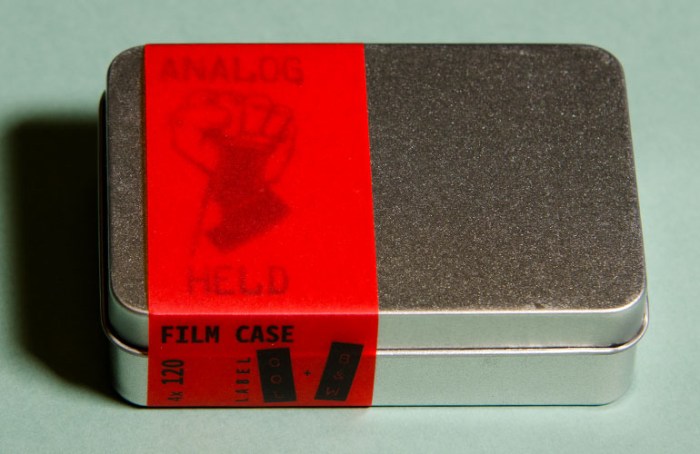 ANALOG
HELD
FILM CASE
4x 120
LABEL